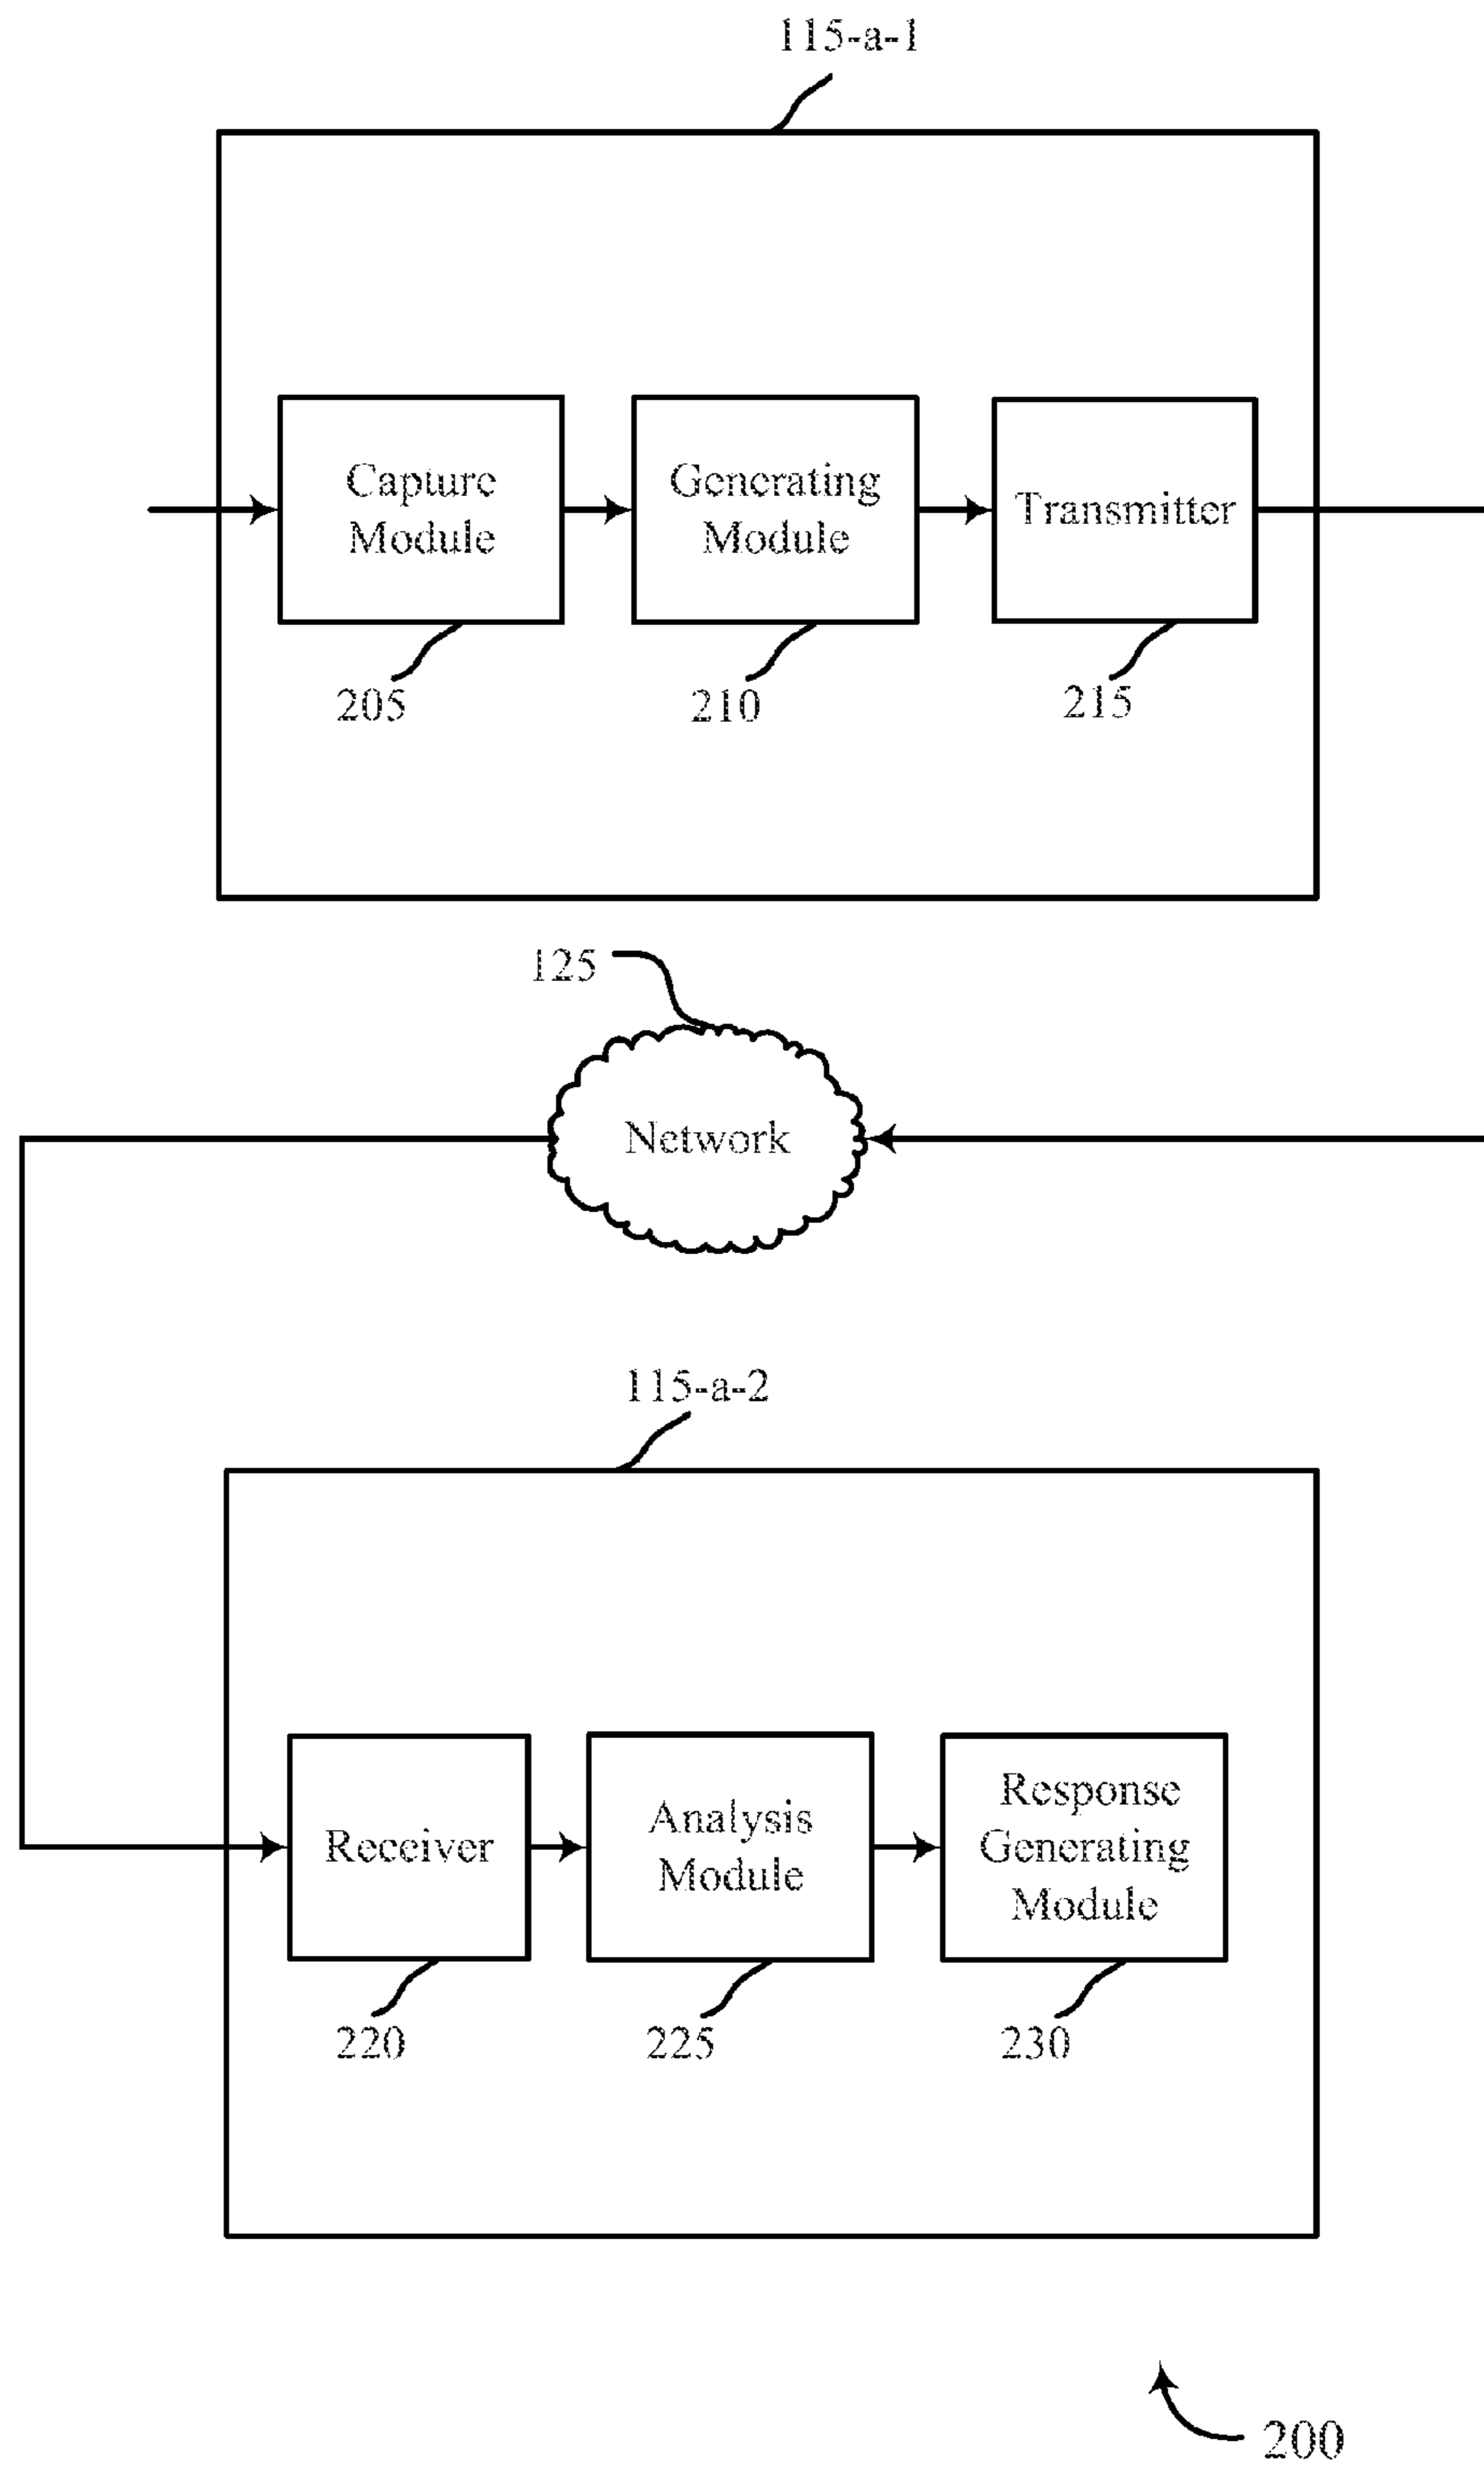 115-a-1
Capture
Module
Generating
Module
Transmitter
205
210
215
125
Network
115-a-2
Receiver
Analysis
Module
Response
Generating
Module
220
225
230
200